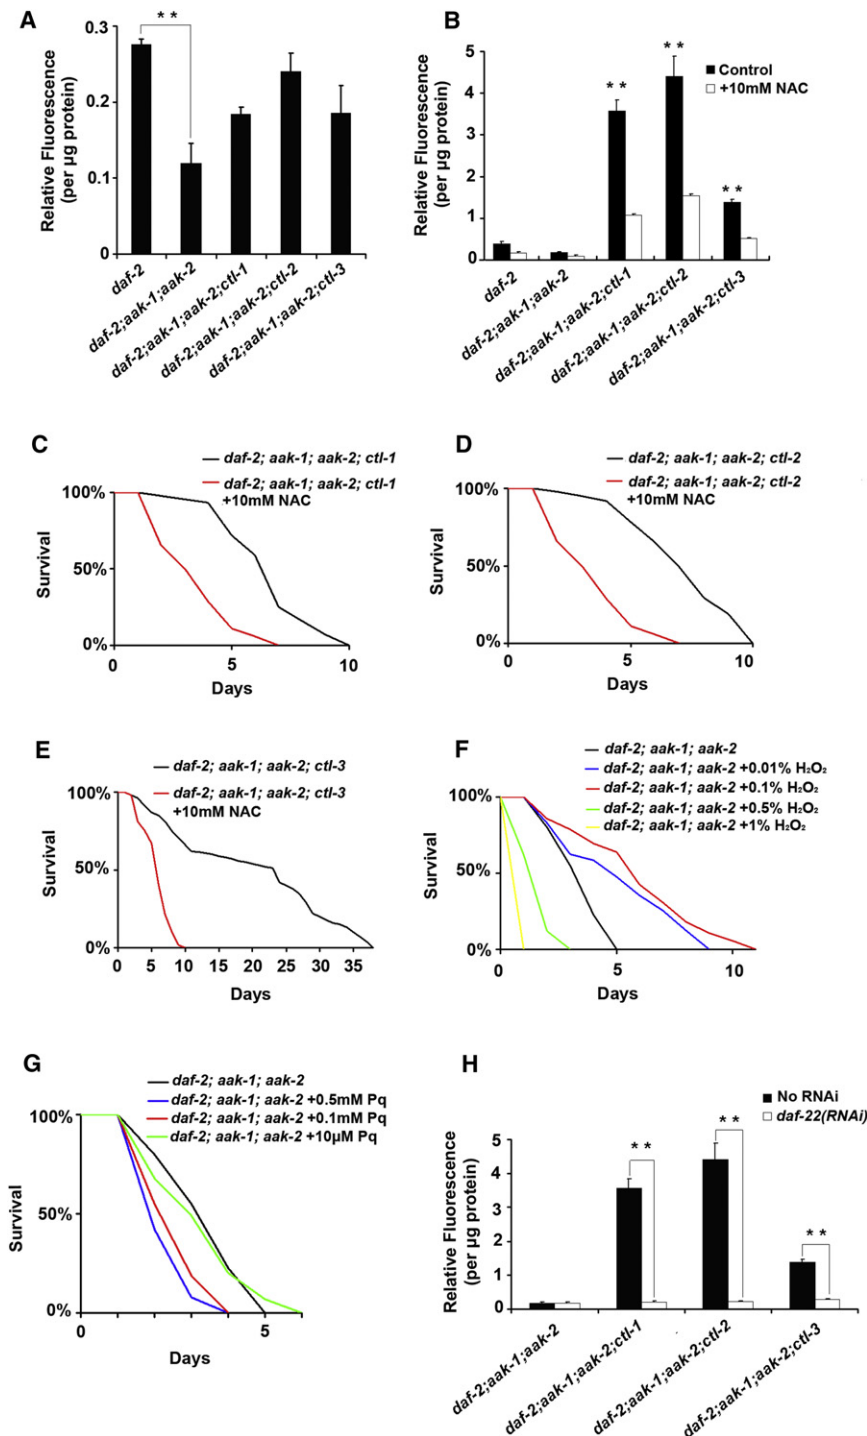 A
* *
0.3
0.2
0.1
0
Relative Fluorescence
(per µg protein)
daf-2
daf-2;aak-1;aak-2
daf-2;aak-1;aak-2;ctl-1
daf-2;aak-1;aak-2;ctl-2
daf-2;aak-1;aak-2;ctl-3
B
Control
+10mM NAC
* *
* *
* *
5
4
3
2
1
0
Relative Fluorescence
(per µg protein)
daf-2
daf-2;aak-1;aak-2
daf-2;aak-1;aak-2;ctl-1
daf-2;aak-1;aak-2;ctl-2
daf-2;aak-1;aak-2;ctl-3
C
daf-2; aak-1; aak-2; ctl-1
daf-2; aak-1; aak-2; ctl-1
+10mM NAC
100%
50%
0%
Survival
0 5 10
Days
D
daf-2; aak-1; aak-2; ctl-2
daf-2; aak-1; aak-2; ctl-2
+10mM NAC
100%
50%
0%
Survival
0 5 10
Days
E
daf-2; aak-1; aak-2; ctl-3
daf-2; aak-1; aak-2; ctl-3
+10mM NAC
100%
50%
0%
Survival
0 5 10 15 20 25 30 35
Days
F
daf-2; aak-1; aak-2
daf-2; aak-1; aak-2 +0.01% H₂O₂
daf-2; aak-1; aak-2 +0.1% H₂O₂
daf-2; aak-1; aak-2 +0.5% H₂O₂
daf-2; aak-1; aak-2 +1% H₂O₂
100%
50%
0%
Survival
0 5 10
Days
G
daf-2; aak-1; aak-2
daf-2; aak-1; aak-2 +0.5mM Pq
daf-2; aak-1; aak-2 +0.1mM Pq
daf-2; aak-1; aak-2 +10µM Pq
100%
50%
0%
Survival
0 5
Days
H
No RNAi
daf-22(RNAi)
* *
* *
* *
5
4
3
2
1
0
Relative Fluorescence
(per µg protein)
daf-2;aak-1;aak-2
daf-2;aak-1;aak-2;ctl-1
daf-2;aak-1;aak-2;ctl-2
daf-2;aak-1;aak-2;ctl-3